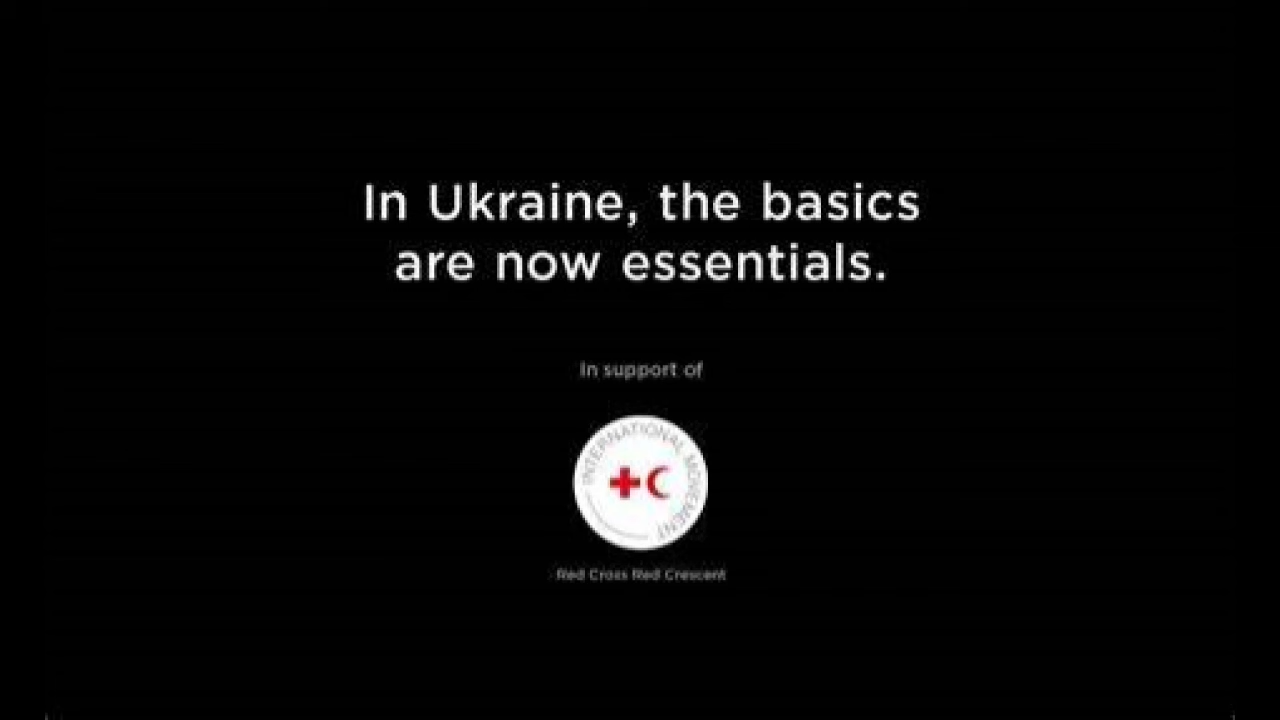 In Ukraine, the basics
are now essentials.
In support of
INTERNATIONAL MOVEMENT
Red Cross Red Crescent